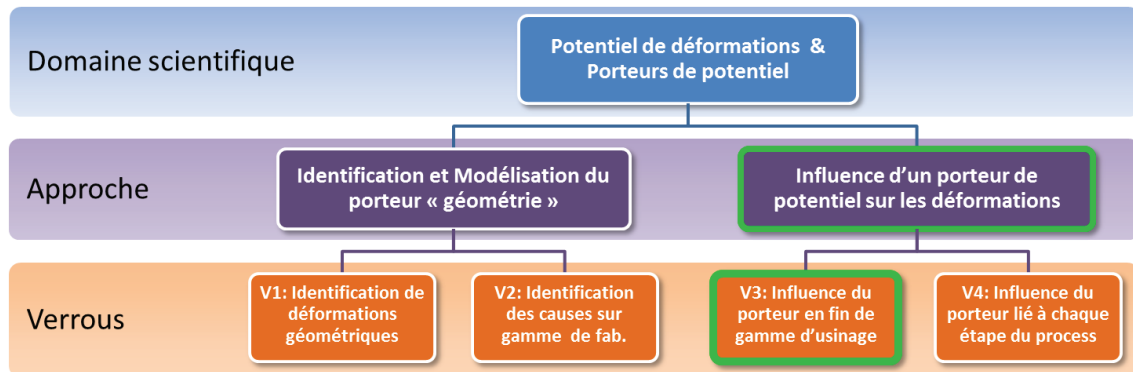 Domaine scientifique
Potentiel de déformations &
Porteurs de potentiel
Approche
Identification et Modélisation du
porteur « géométrie »
Influence d'un porteur de
potentiel sur les déformations
Verrous
V1: Identification de
déformations
géométriques
V2: Identification
des causes sur
gamme de fab.
V3: Influence du
porteur en fin de
gamme d'usinage
V4: Influence du
porteur lié à chaque
étape du process